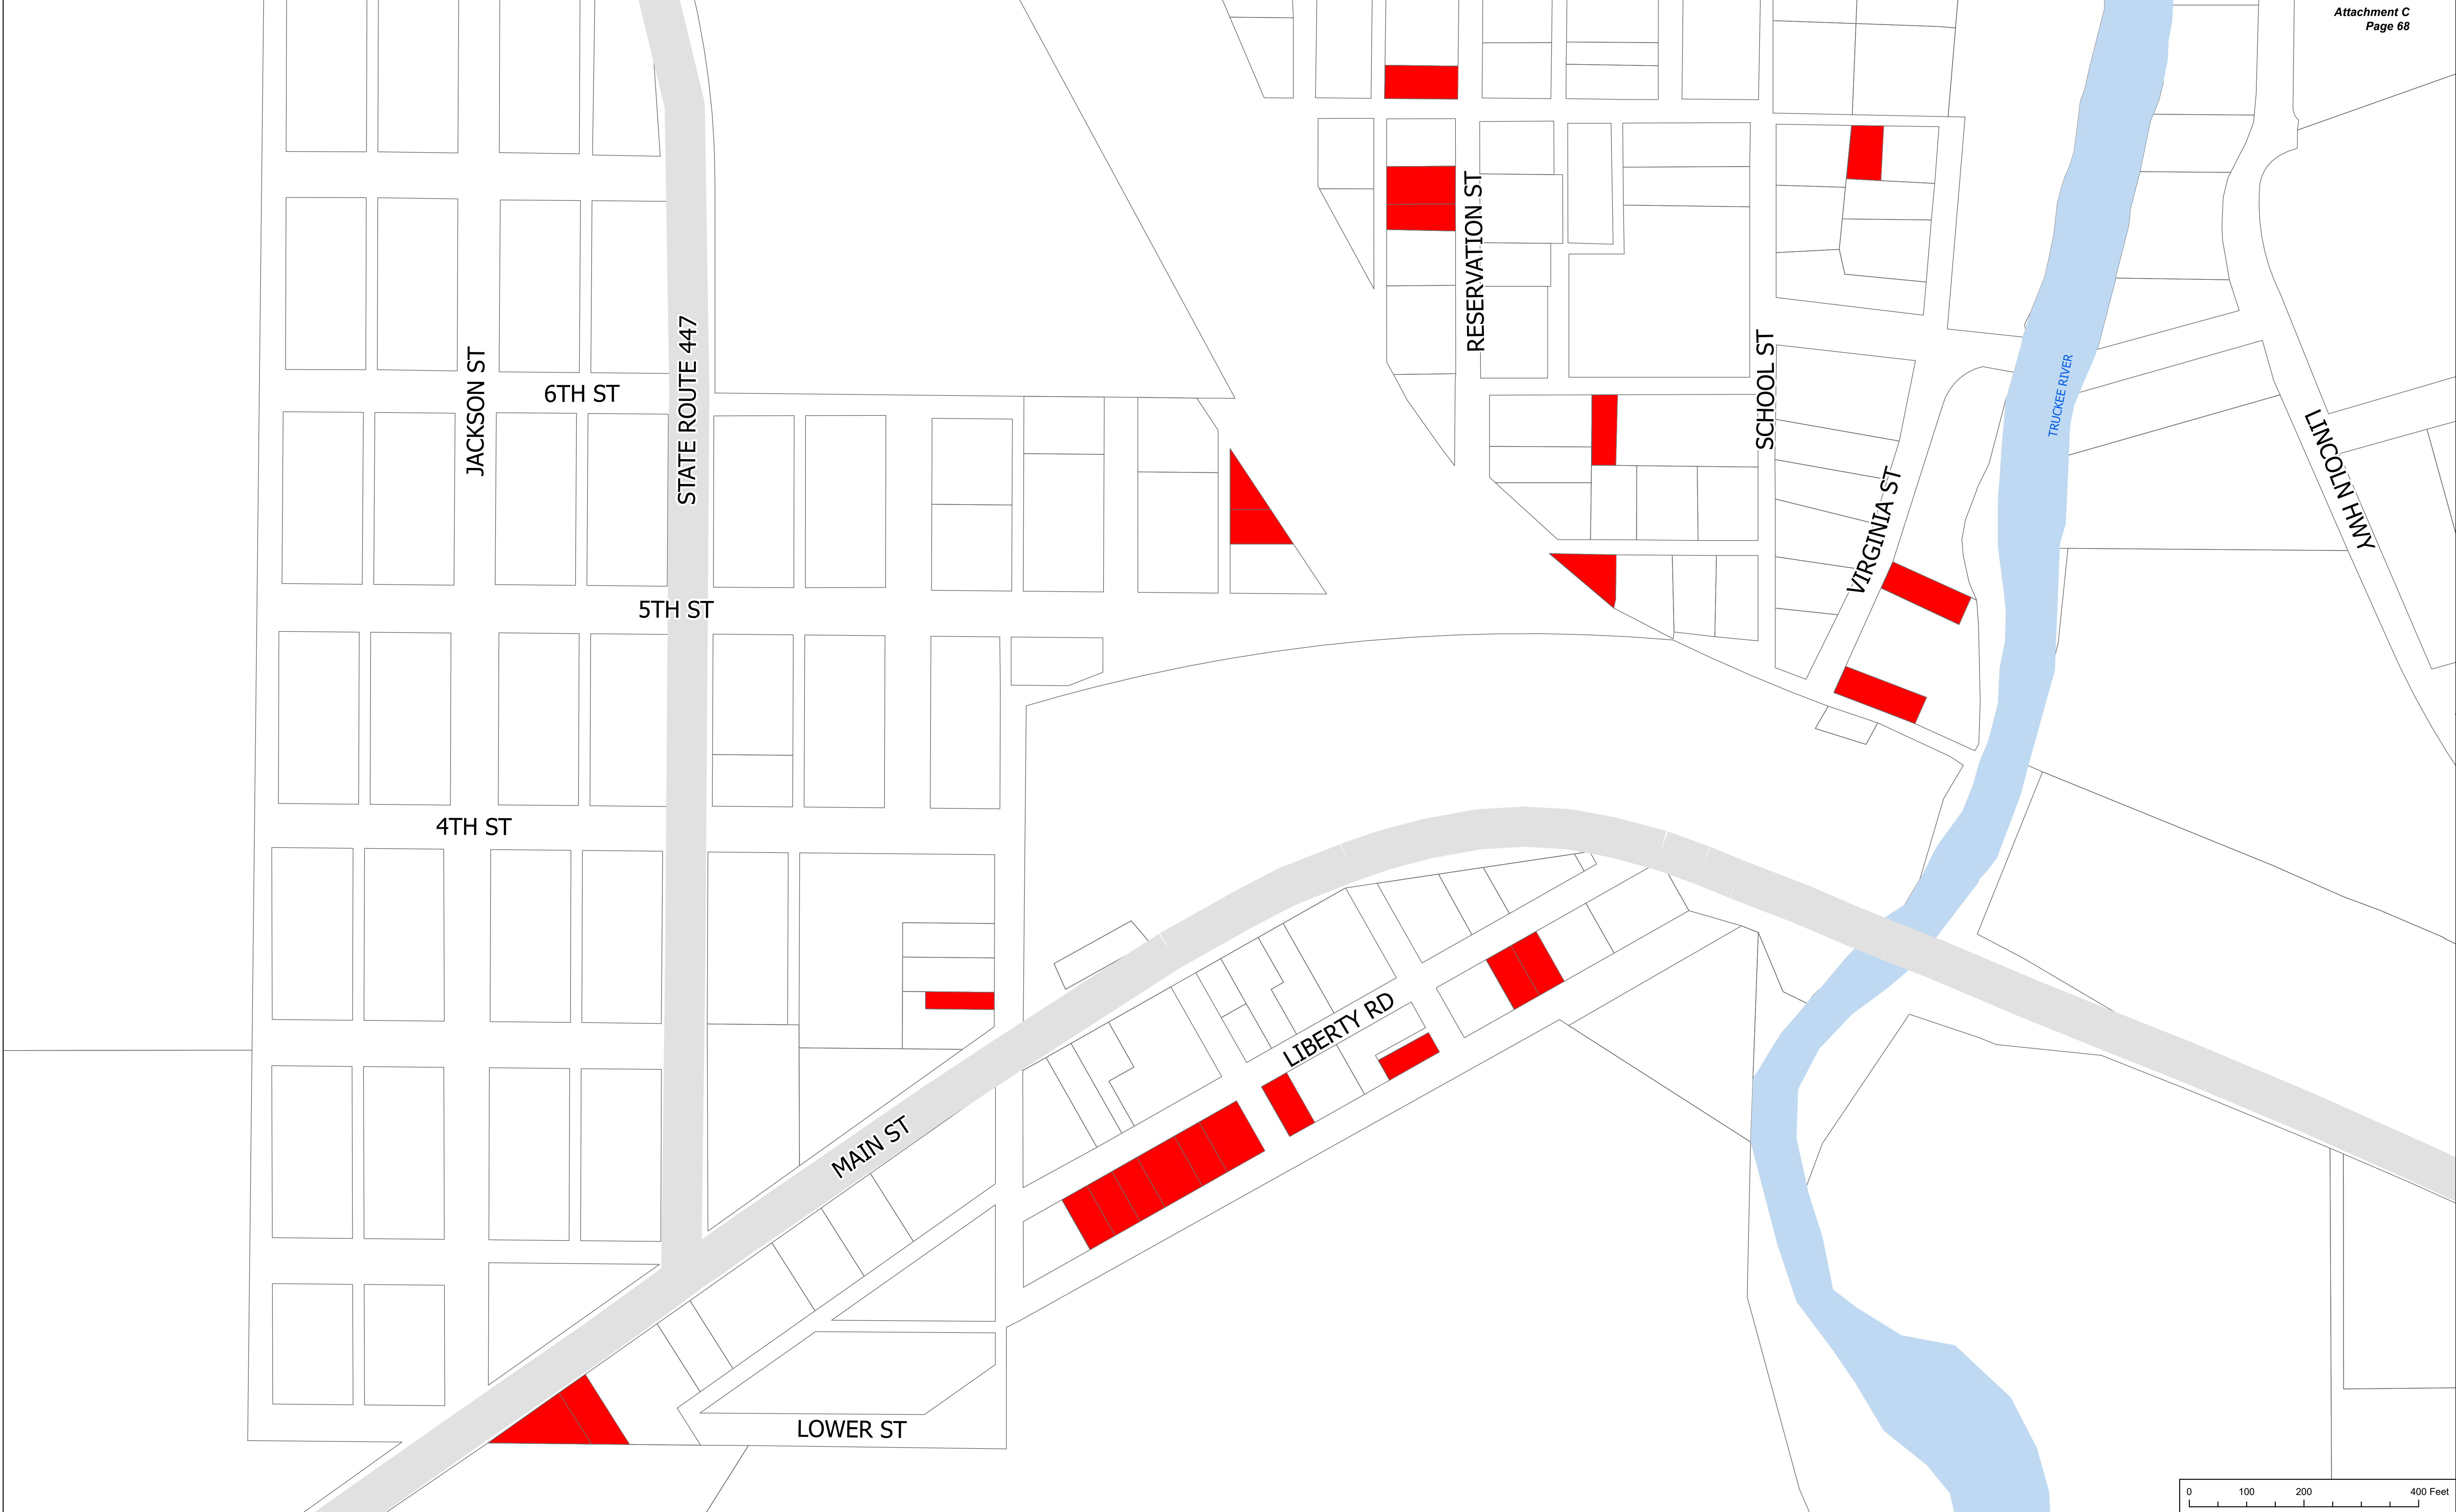 Attachment C
Page 68
RESERVATION ST
JACKSON ST
STATE ROUTE 447
6TH ST
SCHOOL ST
TRUCKEE RIVER
LINCOLN HWY
VIRGINIA ST
5TH ST
4TH ST
LIBERTY RD
MAIN ST
LOWER ST
0 100 200 400 Feet